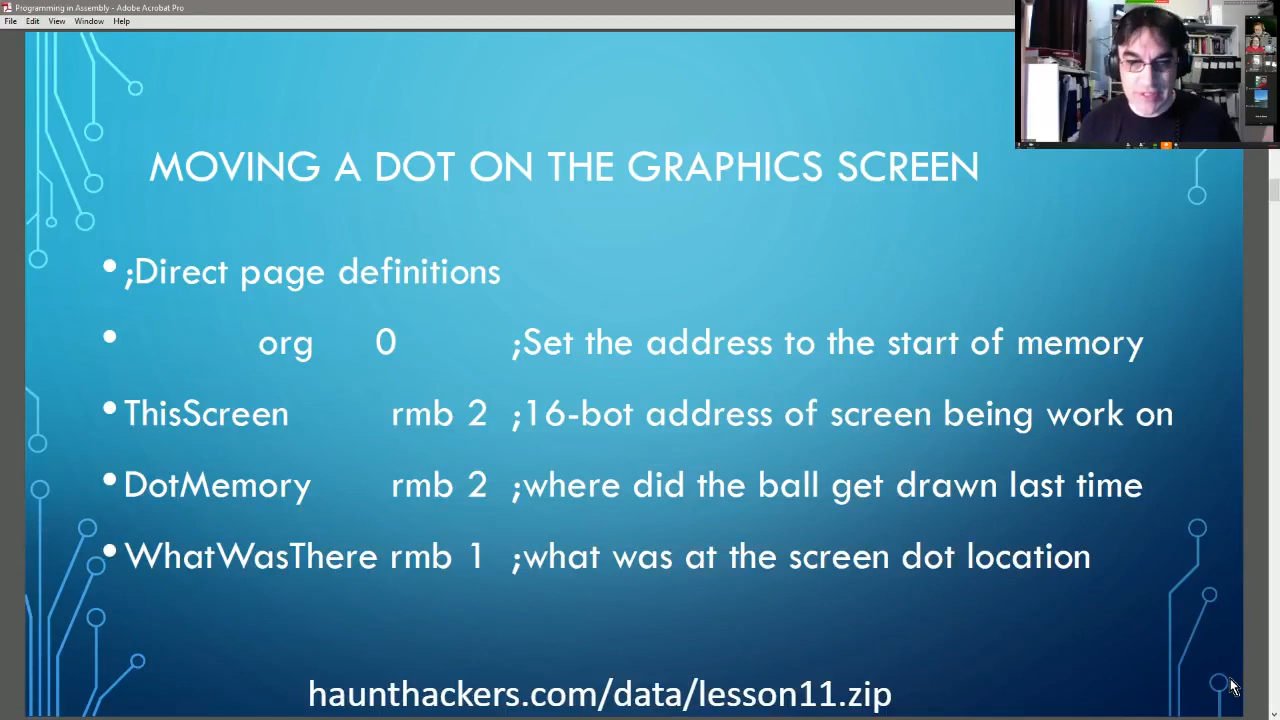 Programming in Assembly - Adobe Acrobat Pro
File Edit View Window Help
MOVING A DOT ON THE GRAPHICS SCREEN
• ;Direct page definitions
• org 0 ;Set the address to the start of memory
• ThisScreen rmb 2 ;16-bot address of screen being work on
• DotMemory rmb 2 ;where did the ball get drawn last time
• WhatWasThere rmb 1 ;what was at the screen dot location
haunthackers.com/data/lesson11.zip